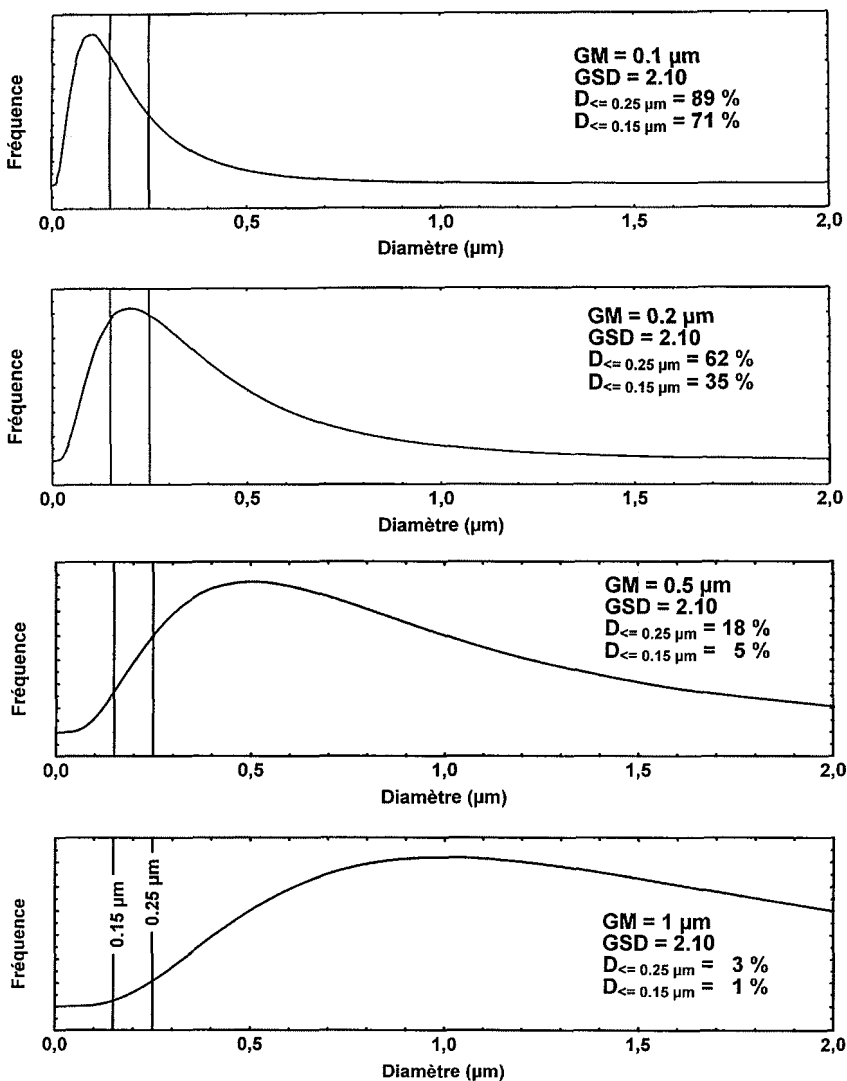 Fréquence
GM = 0.1 µm
GSD = 2.10
D<= 0.25 µm = 89 %
D<= 0.15 µm = 71 %
0,0 0,5 1,0 1,5 2,0
Diamètre (µm)
Fréquence
GM = 0.2 µm
GSD = 2.10
D<= 0.25 µm = 62 %
D<= 0.15 µm = 35 %
0,0 0,5 1,0 1,5 2,0
Diamètre (µm)
Fréquence
GM = 0.5 µm
GSD = 2.10
D<= 0.25 µm = 18 %
D<= 0.15 µm = 5 %
0,0 0,5 1,0 1,5 2,0
Diamètre (µm)
Fréquence
0.15 µm
0.25 µm
GM = 1 µm
GSD = 2.10
D<= 0.25 µm = 3 %
D<= 0.15 µm = 1 %
0,0 0,5 1,0 1,5 2,0
Diamètre (µm)